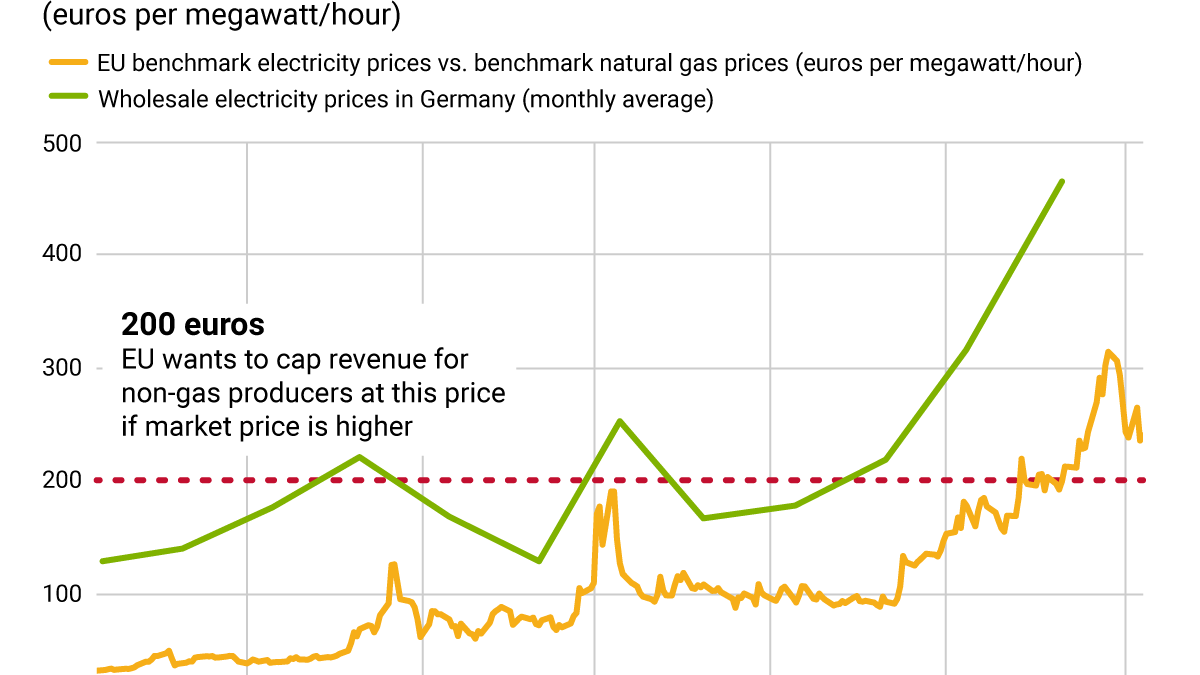 (euros per megawatt/hour)
EU benchmark electricity prices vs. benchmark natural gas prices (euros per megawatt/hour)
Wholesale electricity prices in Germany (monthly average)
500
400
200 euros
EU wants to cap revenue for
300
non-gas producers at this price
if market price is higher
200
100